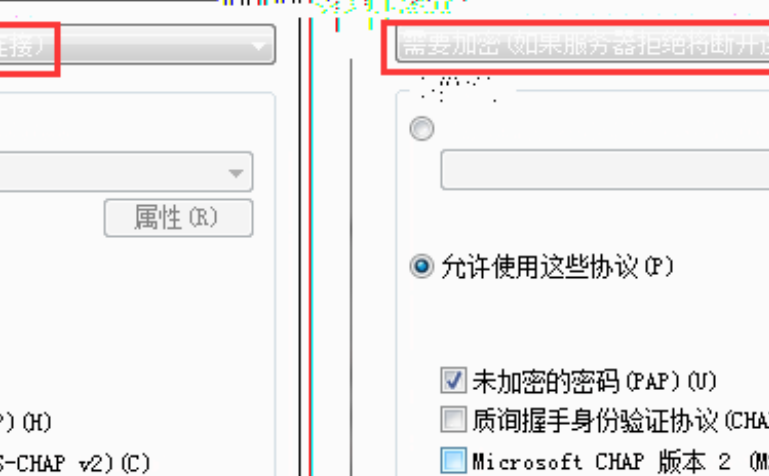 连接)
属性(R)
P)(H)
S-CHAP v2)(C)
需要加密(如果服务器拒绝将断开连
允许使用这些协议(P)
未加密的密码(PAP)(U)
质询握手身份验证协议(CHA
Microsoft CHAP 版本 2 (M